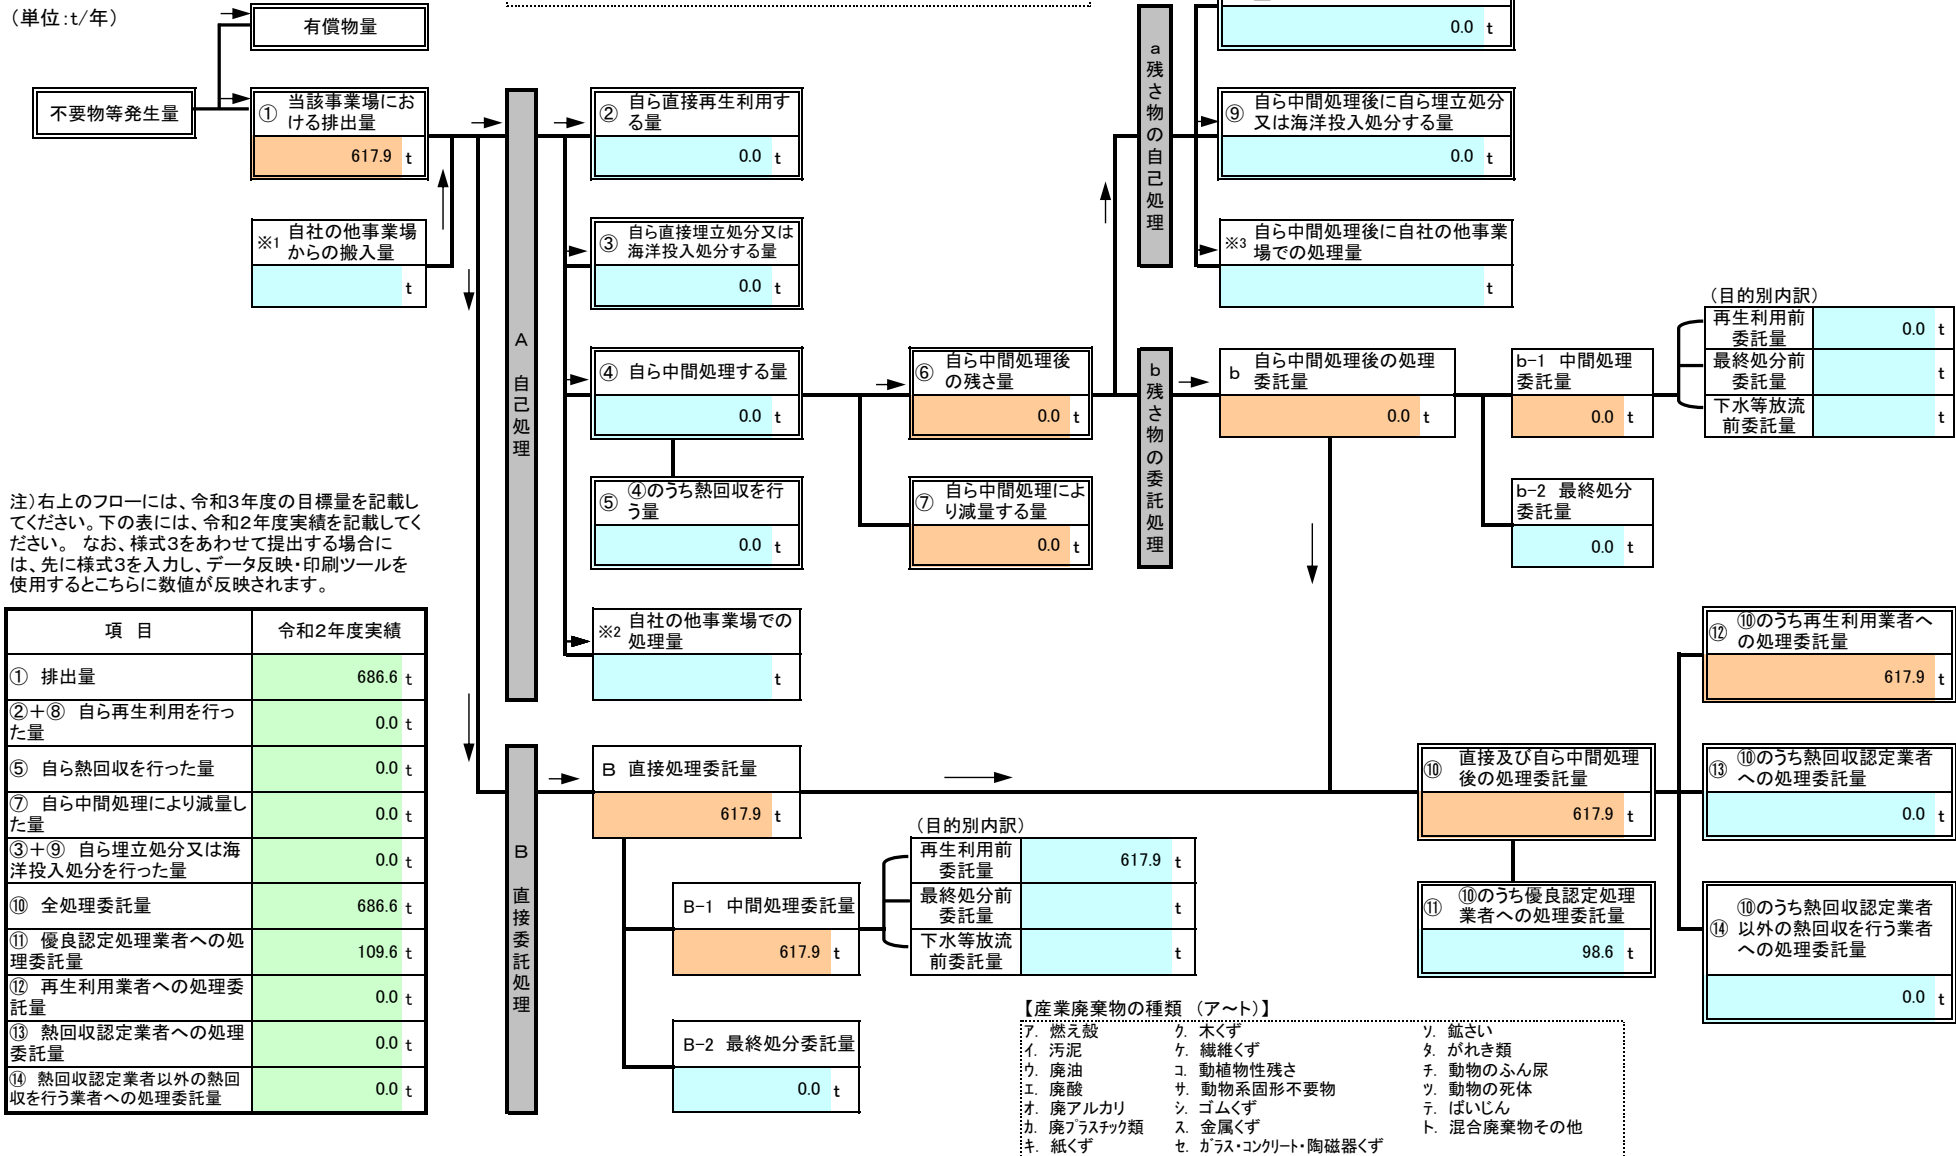 （単位：t/年）
有償物量
不要物等発生量
① 当該事業場にお
ける排出量
617.9 t
※1 自社の他事業場
からの搬入量
t
A 自己処理
② 自ら直接再生利用す
る量
0.0 t
③ 自ら直接埋立処分又は
海洋投入処分する量
0.0 t
④ 自ら中間処理する量
0.0 t
⑤ ④のうち熱回収を行
う量
0.0 t
※2 自社の他事業場での
処理量
t
⑥ 自ら中間処理後
の残さ量
0.0 t
⑦ 自ら中間処理によ
り減量する量
0.0 t
a 残さ物の自己処理
0.0 t
⑨ 自ら中間処理後に自ら埋立処分
又は海洋投入処分する量
0.0 t
※3 自ら中間処理後に自社の他事業
場での処理量
t
b 残さ物の委託処理
b 自ら中間処理後の処理
委託量
0.0 t
b-1 中間処理
委託量
0.0 t
（目的別内訳）
再生利用前
委託量
0.0 t
最終処分前
委託量
t
下水等放流
前委託量
t
b-2 最終処分
委託量
0.0 t
注）右上のフローには、令和3年度の目標量を記載し
てください。下の表には、令和2年度実績を記載してく
ださい。 なお、様式3をあわせて提出する場合に
は、先に様式3を入力し、データ反映・印刷ツールを
使用するとこちらに数値が反映されます。
項 目 令和2年度実績
① 排出量 686.6 t
②＋⑧ 自ら再生利用を行っ
た量 0.0 t
⑤ 自ら熱回収を行った量 0.0 t
⑦ 自ら中間処理により減量し
た量 0.0 t
③＋⑨ 自ら埋立処分又は海
洋投入処分を行った量 0.0 t
⑩ 全処理委託量 686.6 t
⑪ 優良認定処理業者への処
理委託量 109.6 t
⑫ 再生利用業者への処理委
託量 0.0 t
⑬ 熱回収認定業者への処理
委託量 0.0 t
⑭ 熱回収認定業者以外の熱回
収を行う業者への処理委託量 0.0 t
B 直接委託処理
B 直接処理委託量
617.9 t
B-1 中間処理委託量
617.9 t
B-2 最終処分委託量
0.0 t
（目的別内訳）
再生利用前
委託量
617.9 t
最終処分前
委託量
t
下水等放流
前委託量
t
⑩ 直接及び自ら中間処理
後の処理委託量
617.9 t
⑪ ⑩のうち優良認定処理
業者への処理委託量
98.6 t
⑫ ⑩のうち再生利用業者へ
の処理委託量
617.9 t
⑬ ⑩のうち熱回収認定業者
への処理委託量
0.0 t
⑭ ⑩のうち熱回収認定業者
以外の熱回収を行う業者
への処理委託量
0.0 t
【産業廃棄物の種類 （ア～ト）】
ア. 燃え殻 ク. 木くず ソ. 鉱さい
イ. 汚泥 ケ. 繊維くず タ. がれき類
ウ. 廃油 コ. 動植物性残さ チ. 動物のふん尿
エ. 廃酸 サ. 動物系固形不要物 ツ. 動物の死体
オ. 廃アルカリ シ. ゴムくず テ. ばいじん
カ. 廃プラスチック類 ス. 金属くず ト. 混合廃棄物その他
キ. 紙くず セ. ガラス・コンクリート・陶磁器くず